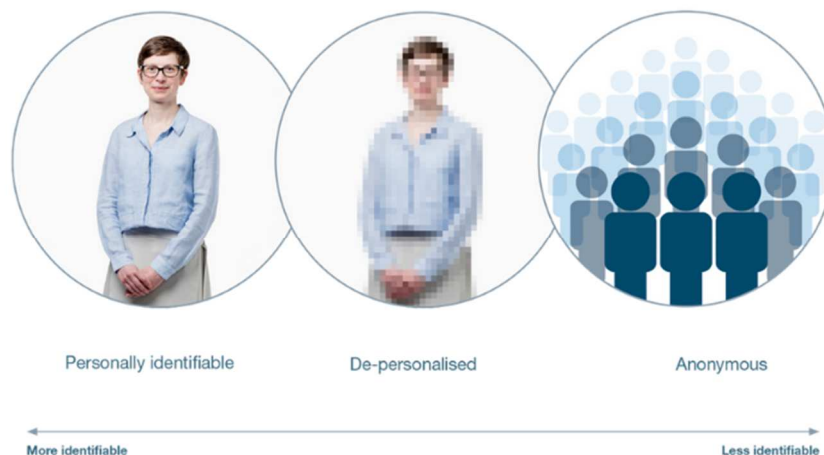 Personally identifiable
De-personalised
Anonymous
More identifiable
Less identifiable